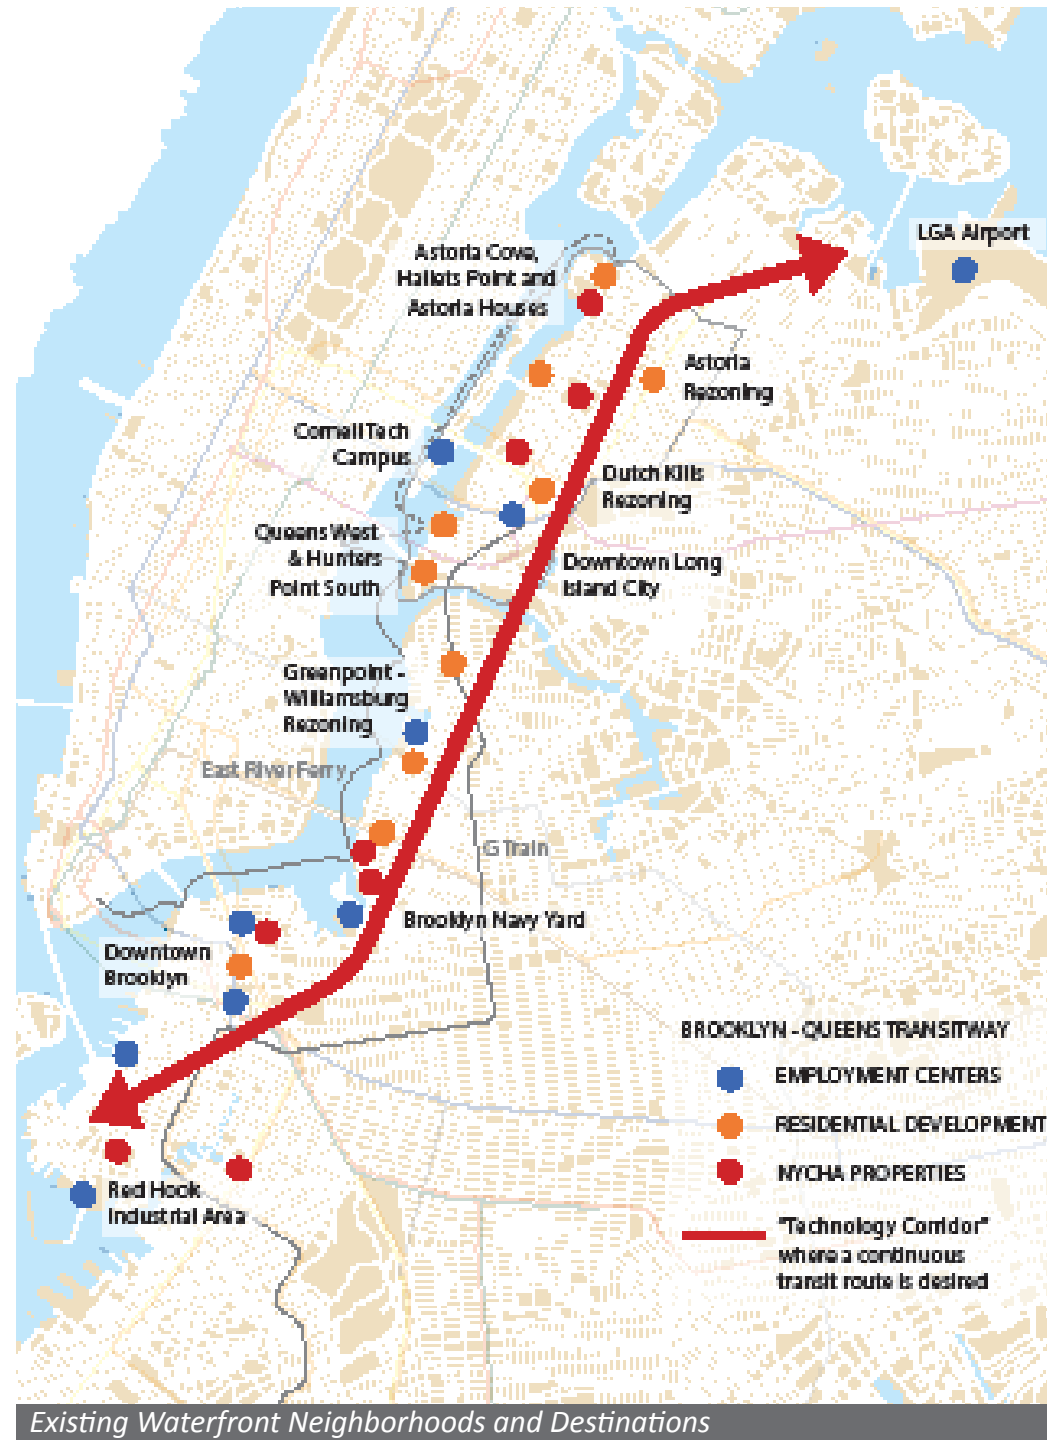 LGA Airport
Astoria Cove,
Hallets Point and
Astoria Houses
Astoria
Rezoning
Cornell Tech
Campus
Dutch Kills
Rezoning
Queens West
& Hunters
Point South
Downtown Long
Island City
Greenpoint -
Williamsburg
Rezoning
East River Ferry
G Train
Brooklyn Navy Yard
Downtown
Brooklyn
Red Hook
Industrial Area
BROOKLYN - QUEENS TRANSITWAY
EMPLOYMENT CENTERS
RESIDENTIAL DEVELOPMENT
NYCHA PROPERTIES
"Technology Corridor"
where a continuous
transit route is desired
Existing Waterfront Neighborhoods and Destinations